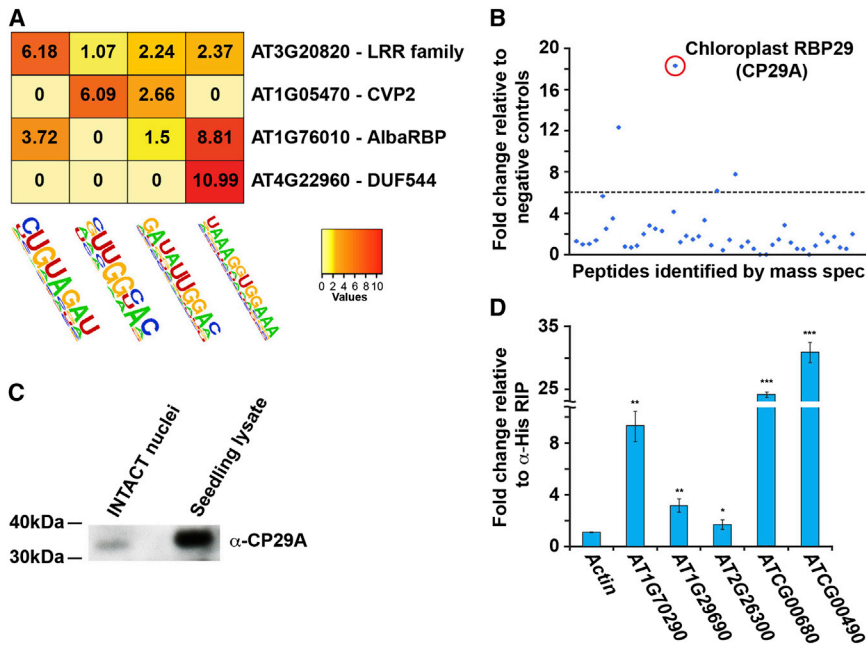 A
6.18 1.07 2.24 2.37 AT3G20820 - LRR family
0 6.09 2.66 0 AT1G05470 - CVP2
3.72 0 1.5 8.81 AT1G76010 - AlbaRBP
0 0 0 10.99 AT4G22960 - DUF544
CUGUAGAU
UUGGCAC
GAUAUUGGAC
UAAAGGUGGAAA
0 2 4 6 8 10
Values
B
Fold change relative to
negative controls
20
16
12
8
4
0
Chloroplast RBP29
(CP29A)
Peptides identified by mass spec
C
INTACT nuclei
Seedling lysate
40kDa
30kDa
α-CP29A
D
Fold change relative
to α-His RIP
35
25
8
4
0
** ** * *** ***
Actin
AT1G70290
AT1G29690
AT2G26300
ATCG00680
ATCG00490